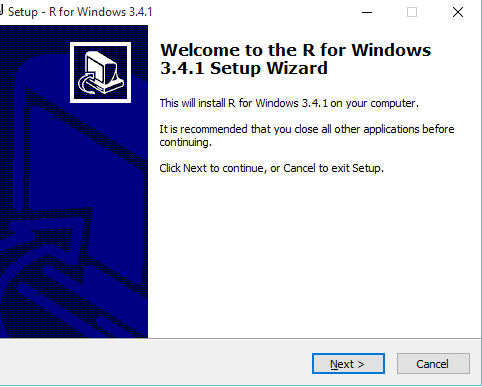 Setup - R for Windows 3.4.1
Welcome to the R for Windows
3.4.1 Setup Wizard
This will install R for Windows 3.4.1 on your computer.
It is recommended that you close all other applications before
continuing.
Click Next to continue, or Cancel to exit Setup.
Next >
Cancel